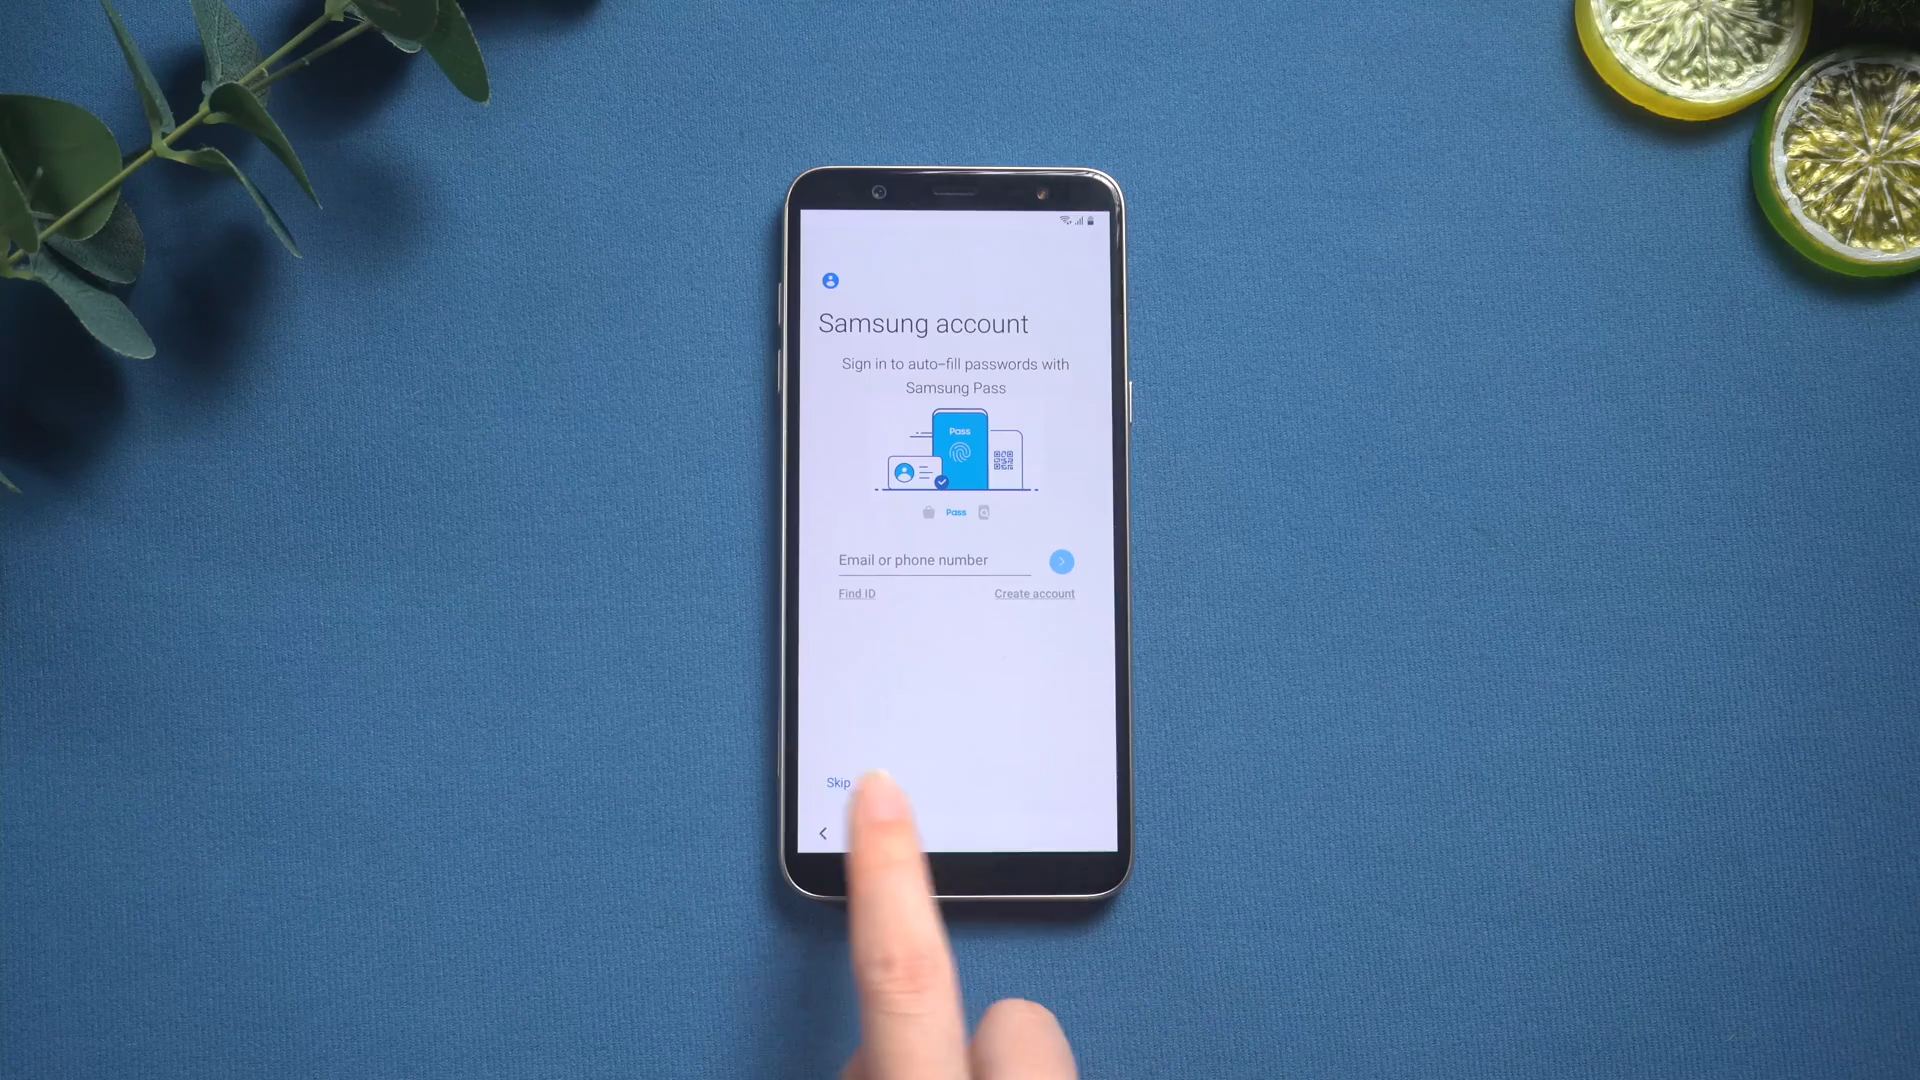 Samsung account
Sign in to auto-fill passwords with
Samsung Pass
Pass
Pass
Email or phone number
Find ID
Create account
Skip